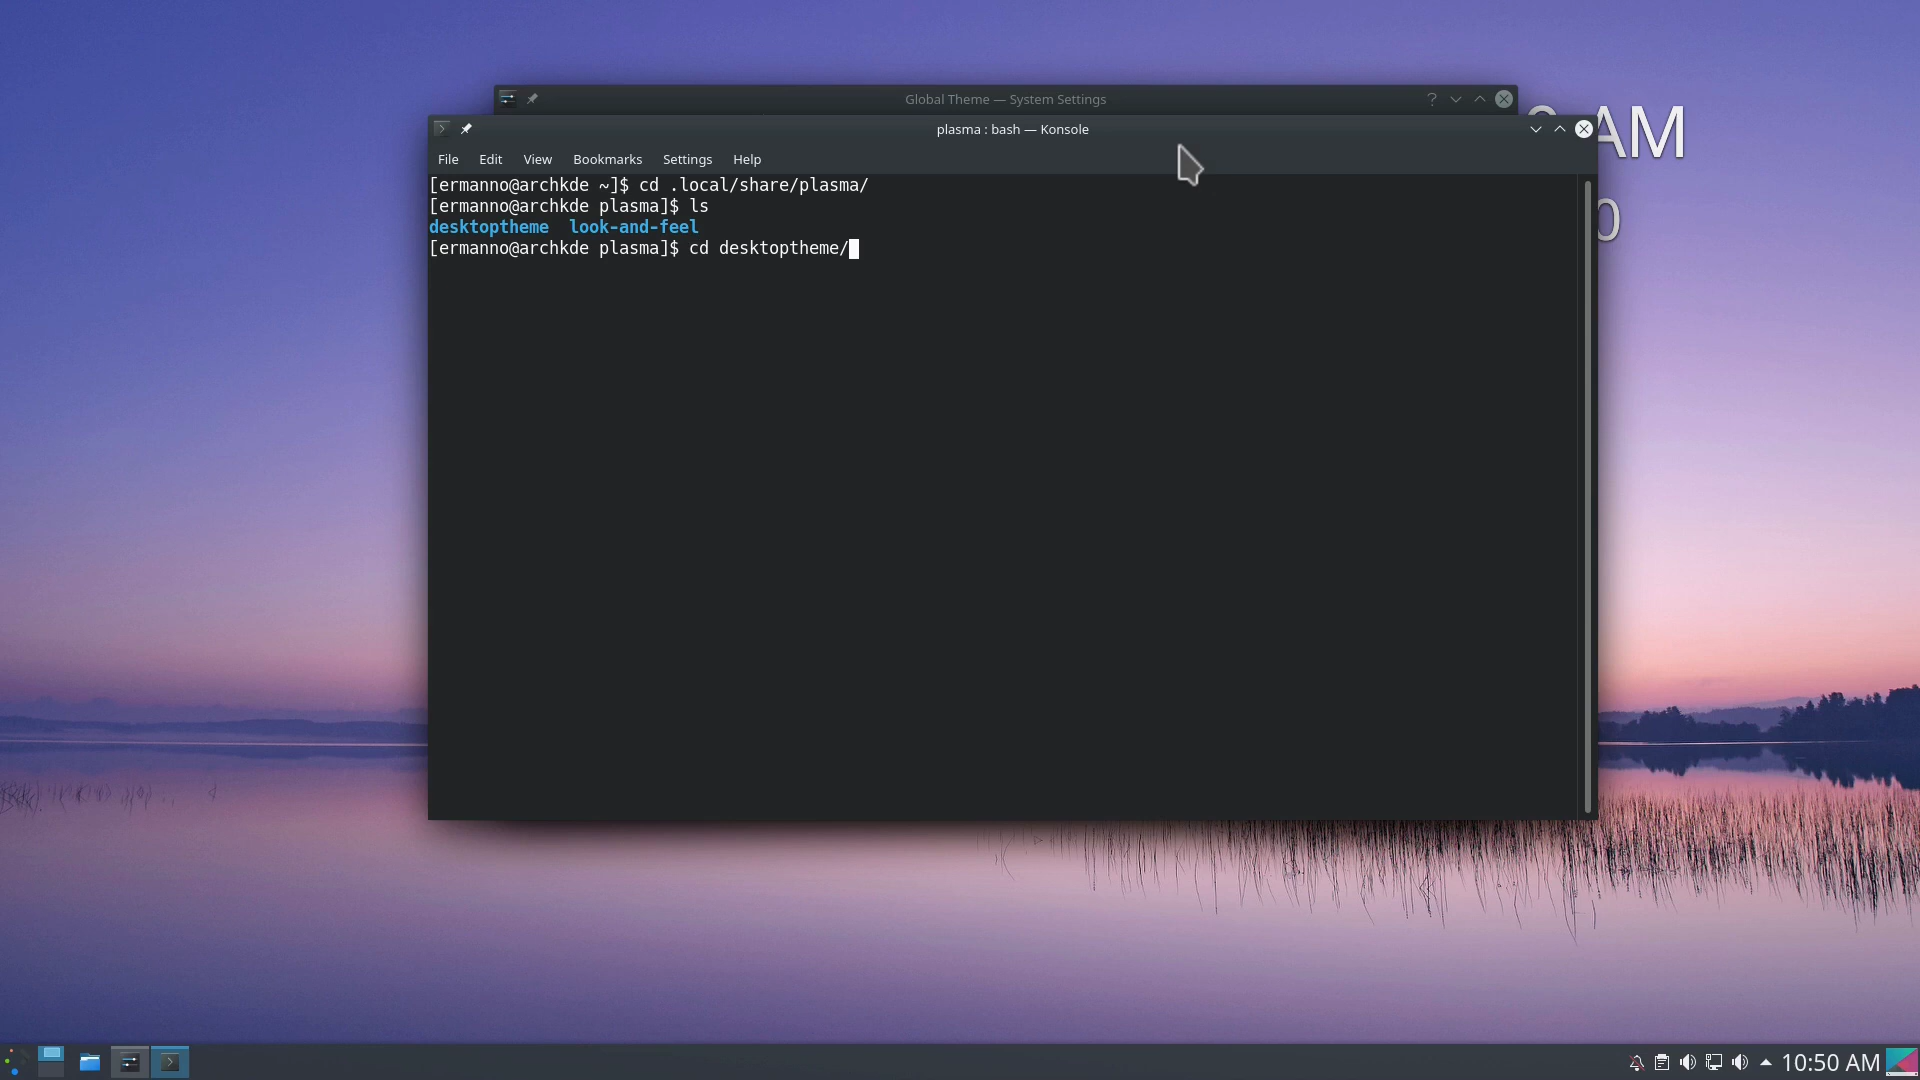 Global Theme — System Settings
AM
plasma : bash — Konsole
File Edit View Bookmarks Settings Help
[ermanno@archkde ~]$ cd .local/share/plasma/
[ermanno@archkde plasma]$ ls
desktoptheme look-and-feel
[ermanno@archkde plasma]$ cd desktoptheme/
10:50 AM